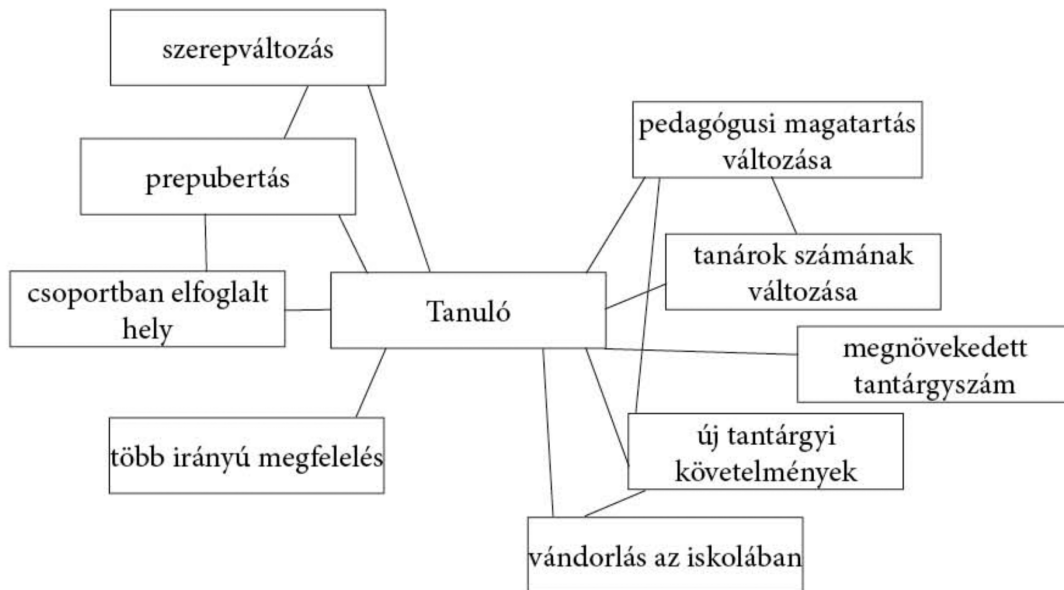 szerepváltozás
prepubertás
csoportban elfoglalt
hely
több irányú megfelelés
Tanuló
pedagógusi magatartás
változása
tanárok számának
változása
megnövekedett
tantárgyszám
új tantárgyi
követelmények
vándorlás az iskolában